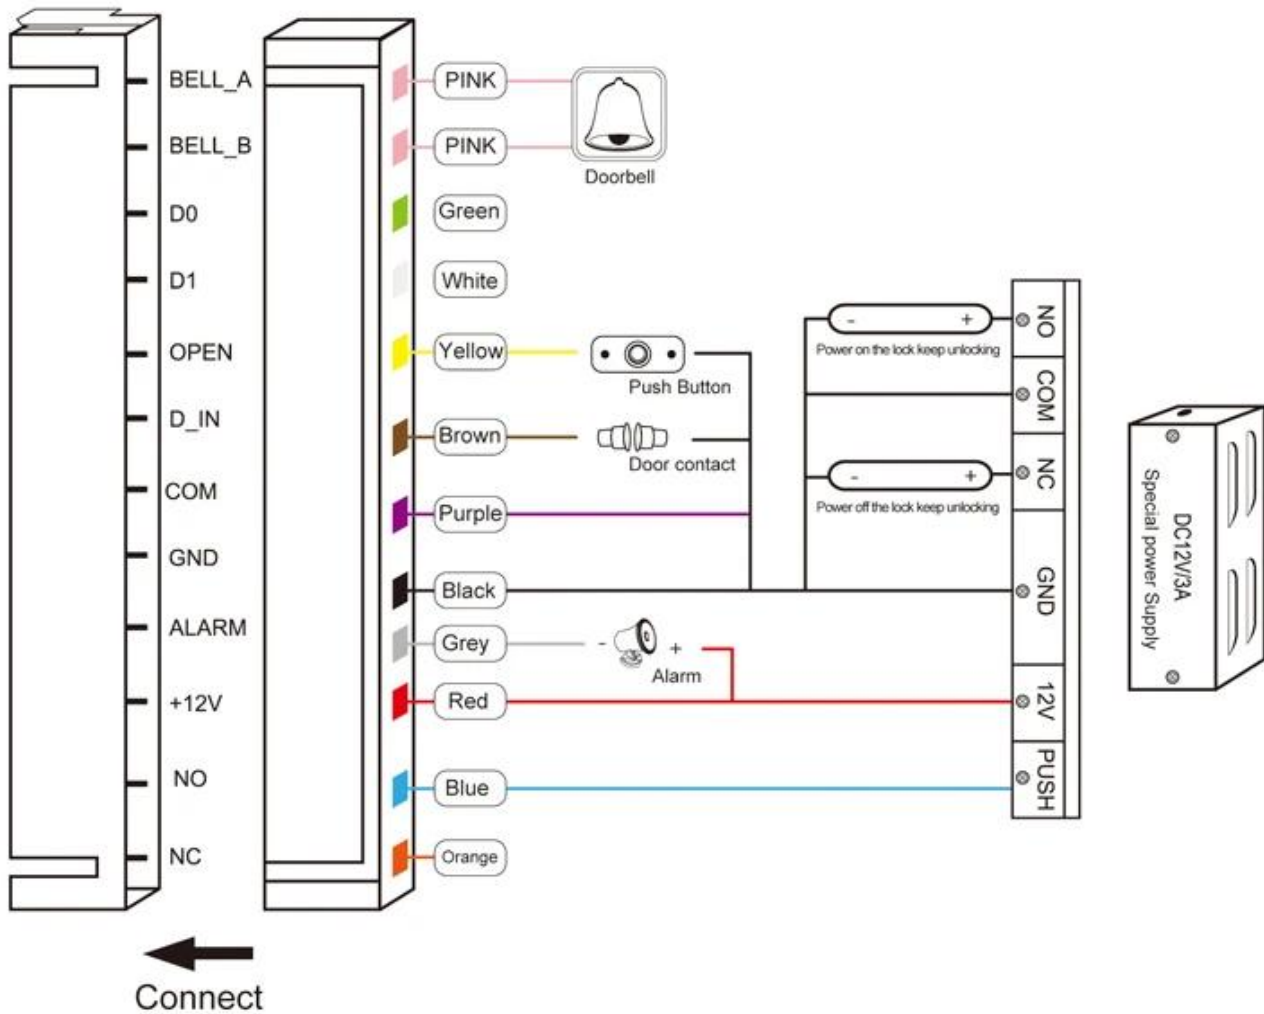 BELL_A
BELL_B
D0
D1
OPEN
D_IN
COM
GND
ALARM
+12V
NO
NC
PINK
PINK
Green
White
Yellow
Brown
Purple
Black
Grey
Red
Blue
Orange
Doorbell
Push Button
Door contact
- +
Alarm
- +
Power on the lock keep unlocking
- +
Power off the lock keep unlocking
NO
COM
NC
GND
12V
PUSH
DC12V/3A
Special power Supply
Connect